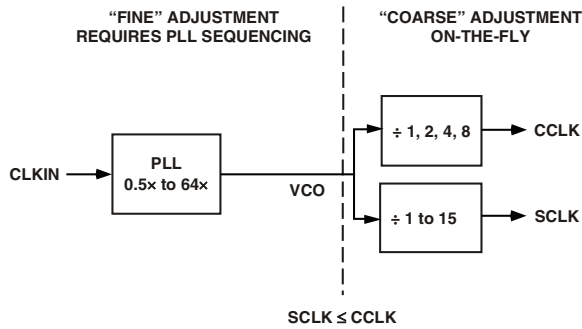 “FINE” ADJUSTMENT
REQUIRES PLL SEQUENCING
“COARSE” ADJUSTMENT
ON-THE-FLY
CLKIN
PLL
0.5× to 64×
VCO
÷ 1, 2, 4, 8
CCLK
÷ 1 to 15
SCLK
SCLK ≤ CCLK